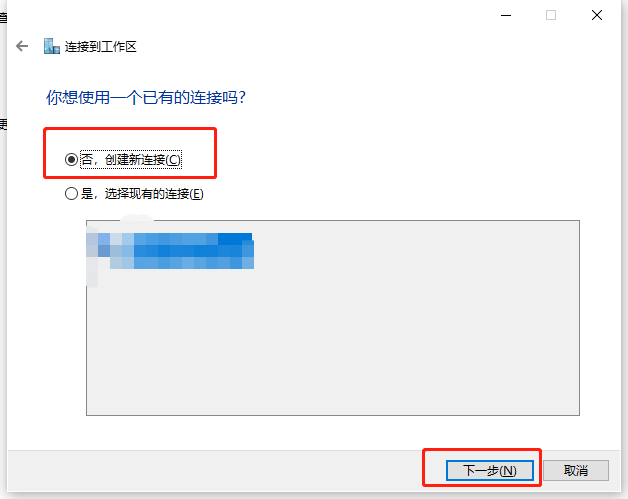 连接到工作区
你想使用一个已有的连接吗?
否，创建新连接(C)
是，选择现有的连接(E)
下一步(N)
取消